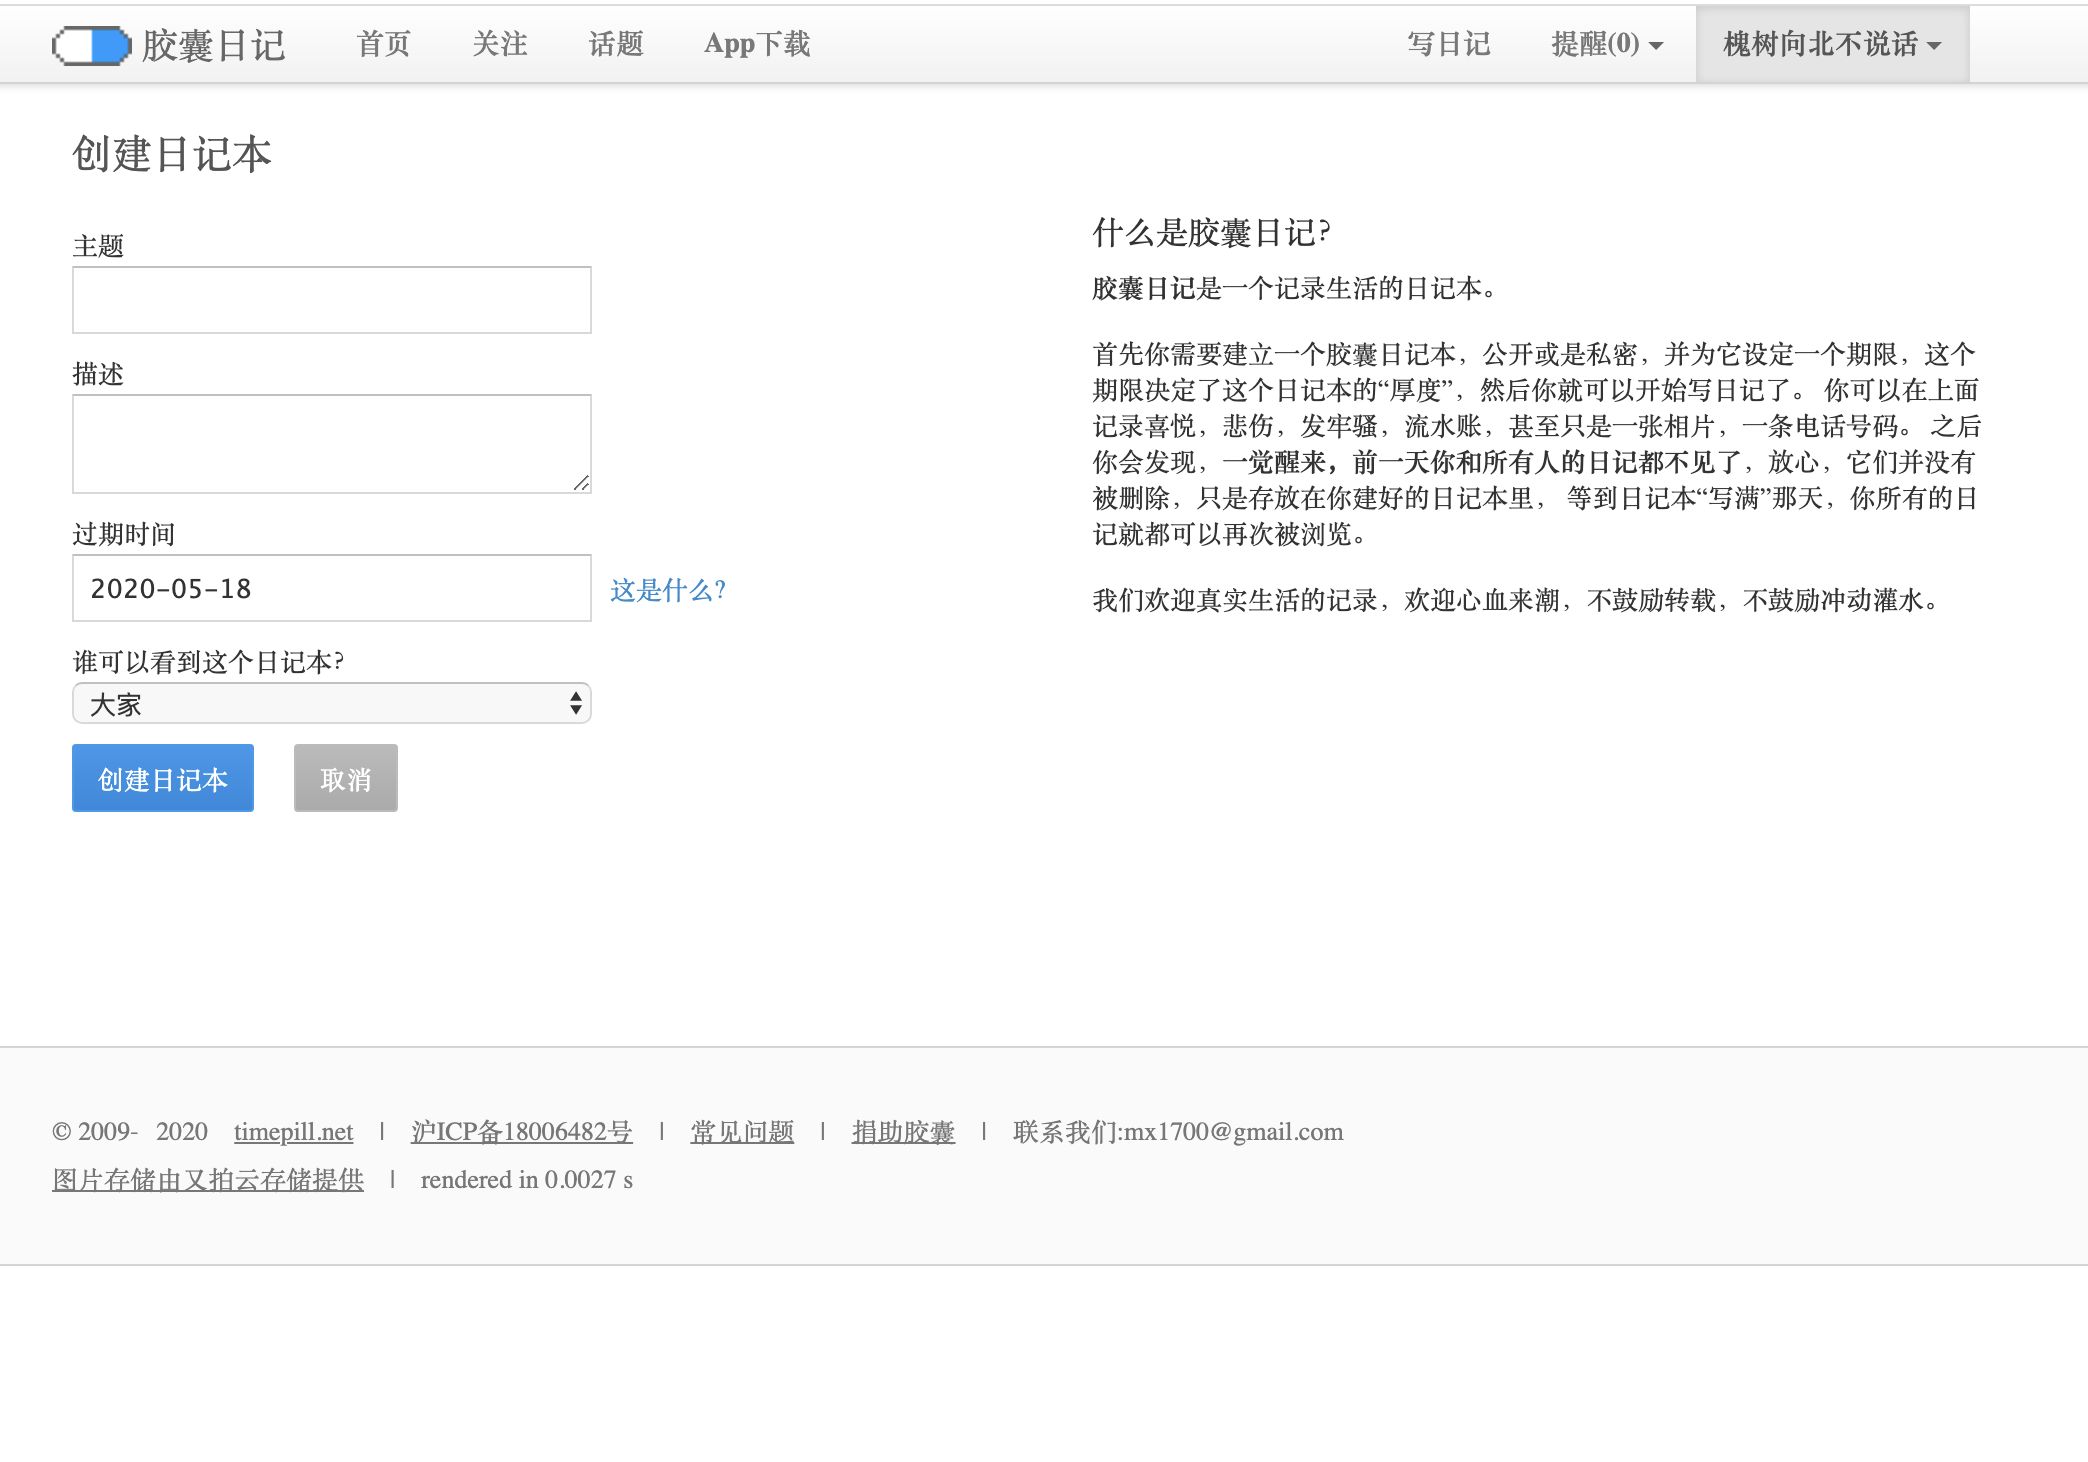 胶囊日记 首页 关注 话题 App下载 写日记 提醒(0) 槐树向北不说话
创建日记本
主题
描述
过期时间
2020-05-18 这是什么?
谁可以看到这个日记本?
大家
创建日记本 取消
什么是胶囊日记?
胶囊日记是一个记录生活的日记本。
首先你需要建立一个胶囊日记本，公开或是私密，并为它设定一个期限，这个
期限决定了这个日记本的“厚度”，然后你就可以开始写日记了。 你可以在上面
记录喜悦，悲伤，发牢骚，流水账，甚至只是一张相片，一条电话号码。 之后
你会发现，一觉醒来，前一天你和所有人的日记都不见了，放心，它们并没有
被删除，只是存放在你建好的日记本里， 等到日记本“写满”那天，你所有的日
记就都可以再次被浏览。
我们欢迎真实生活的记录，欢迎心血来潮，不鼓励转载，不鼓励冲动灌水。
© 2009- 2020 timepill.net | 沪ICP备18006482号 | 常见问题 | 捐助胶囊 | 联系我们:mx1700@gmail.com
图片存储由又拍云存储提供 | rendered in 0.0027 s